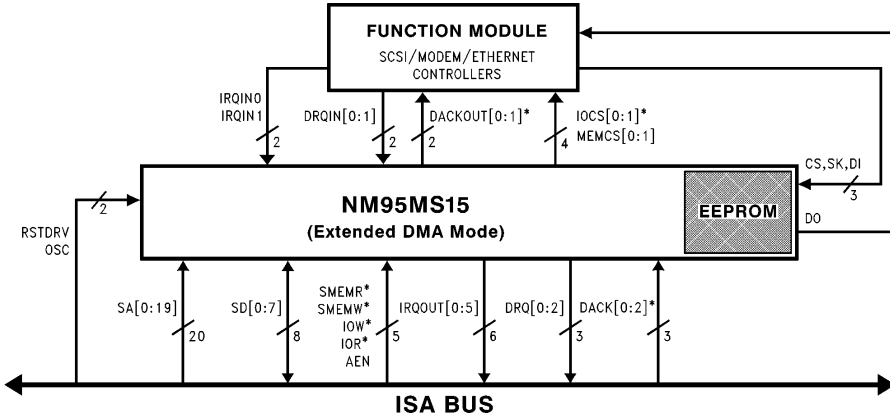 FUNCTION MODULE
SCSI/MODEM/ETHERNET
CONTROLLERS
IRQIN0
IRQIN1
2
DRQIN[0:1]
2
DACKOUT[0:1]*
2
IOCS[0:1]*
MEMCS[0:1]
4
CS,SK,DI
3
NM95MS15
(Extended DMA Mode)
EEPROM
DO
2
RSTDRV
OSC
SA[0:19]
20
SD[0:7]
8
SMEMR*
SMEMW*
IOW*
IOR*
AEN
5
IRQOUT[0:5]
6
DRQ[0:2]
3
DACK[0:2]*
3
ISA BUS